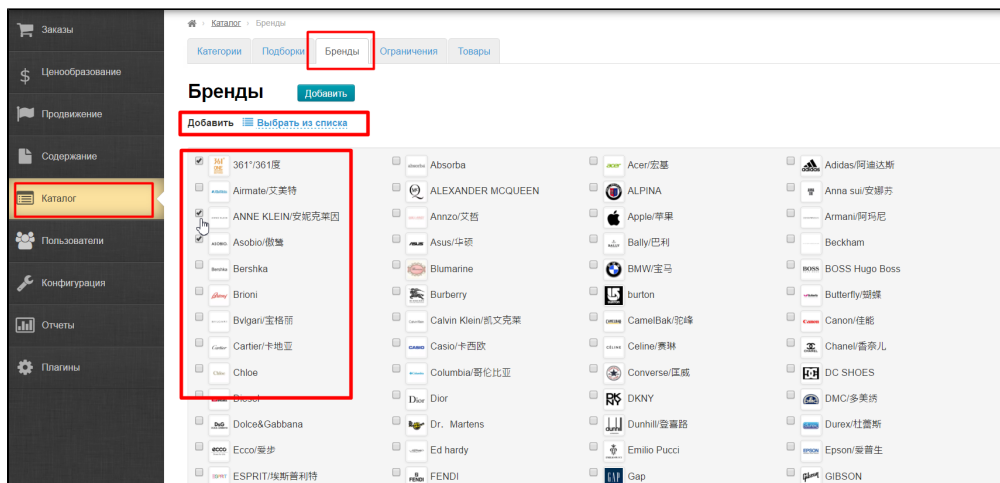 Заказы
Ценообразование
Продвижение
Содержание
Каталог
Пользователи
Конфигурация
Отчеты
Плагины
Каталог › Бренды
Категории Подборки Бренды Ограничения Товары
Бренды Добавить
Добавить Выбрать из списка
361°/361度 Absorba Acer/宏基 Adidas/阿迪达斯
Airmate/艾美特 ALEXANDER MCQUEEN ALPINA Anna sui/安娜苏
ANNE KLEIN/安妮克莱因 Annzo/艾哲 Apple/苹果 Armani/阿玛尼
Asobio/傲鸶 Asus/华硕 Bally/巴利 Beckham
Bershka Blumarine BMW/宝马 BOSS Hugo Boss
Brioni Burberry burton Butterfly/蝴蝶
Bvlgari/宝格丽 Calvin Klein/凯文克莱 CamelBak/驼峰 Canon/佳能
Cartier/卡地亚 Casio/卡西欧 Celine/赛琳 Chanel/香奈儿
Chloe Columbia/哥伦比亚 Converse/匡威 DC SHOES
Diesel Dior DKNY DMC/多美绣
Dolce&Gabbana Dr. Martens Dunhill/登喜路 Durex/杜蕾斯
Ecco/爱步 Ed hardy Emilio Pucci Epson/爱普生
ESPRIT/埃斯普利特 FENDI Gap GIBSON